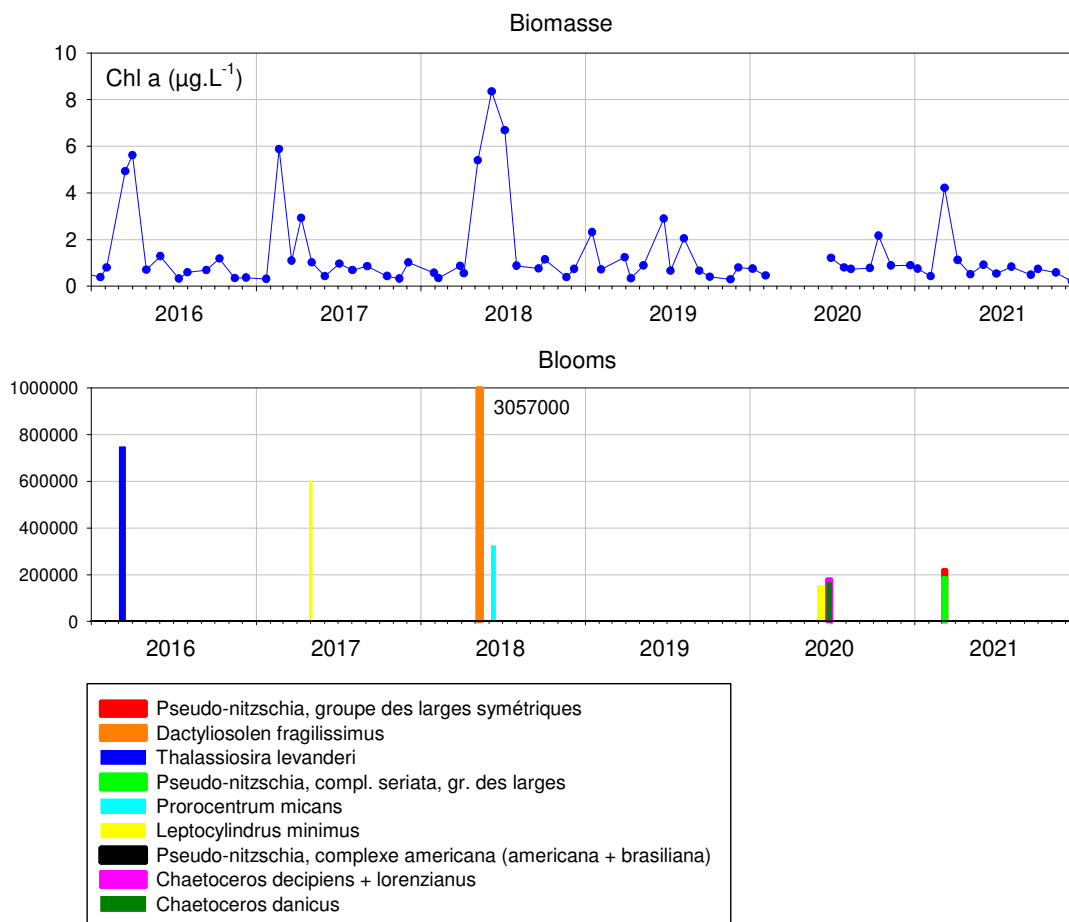 Biomasse
10
Chl a (µg.L⁻¹)
8
6
4
2
0
2016 2017 2018 2019 2020 2021
Blooms
1000000
3057000
800000
600000
400000
200000
0
2016 2017 2018 2019 2020 2021
Pseudo-nitzschia, groupe des larges symétriques
Dactyliosolen fragilissimus
Thalassiosira levanderi
Pseudo-nitzschia, compl. seriata, gr. des larges
Prorocentrum micans
Leptocylindrus minimus
Pseudo-nitzschia, complexe americana (americana + brasiliana)
Chaetoceros decipiens + lorenzianus
Chaetoceros danicus